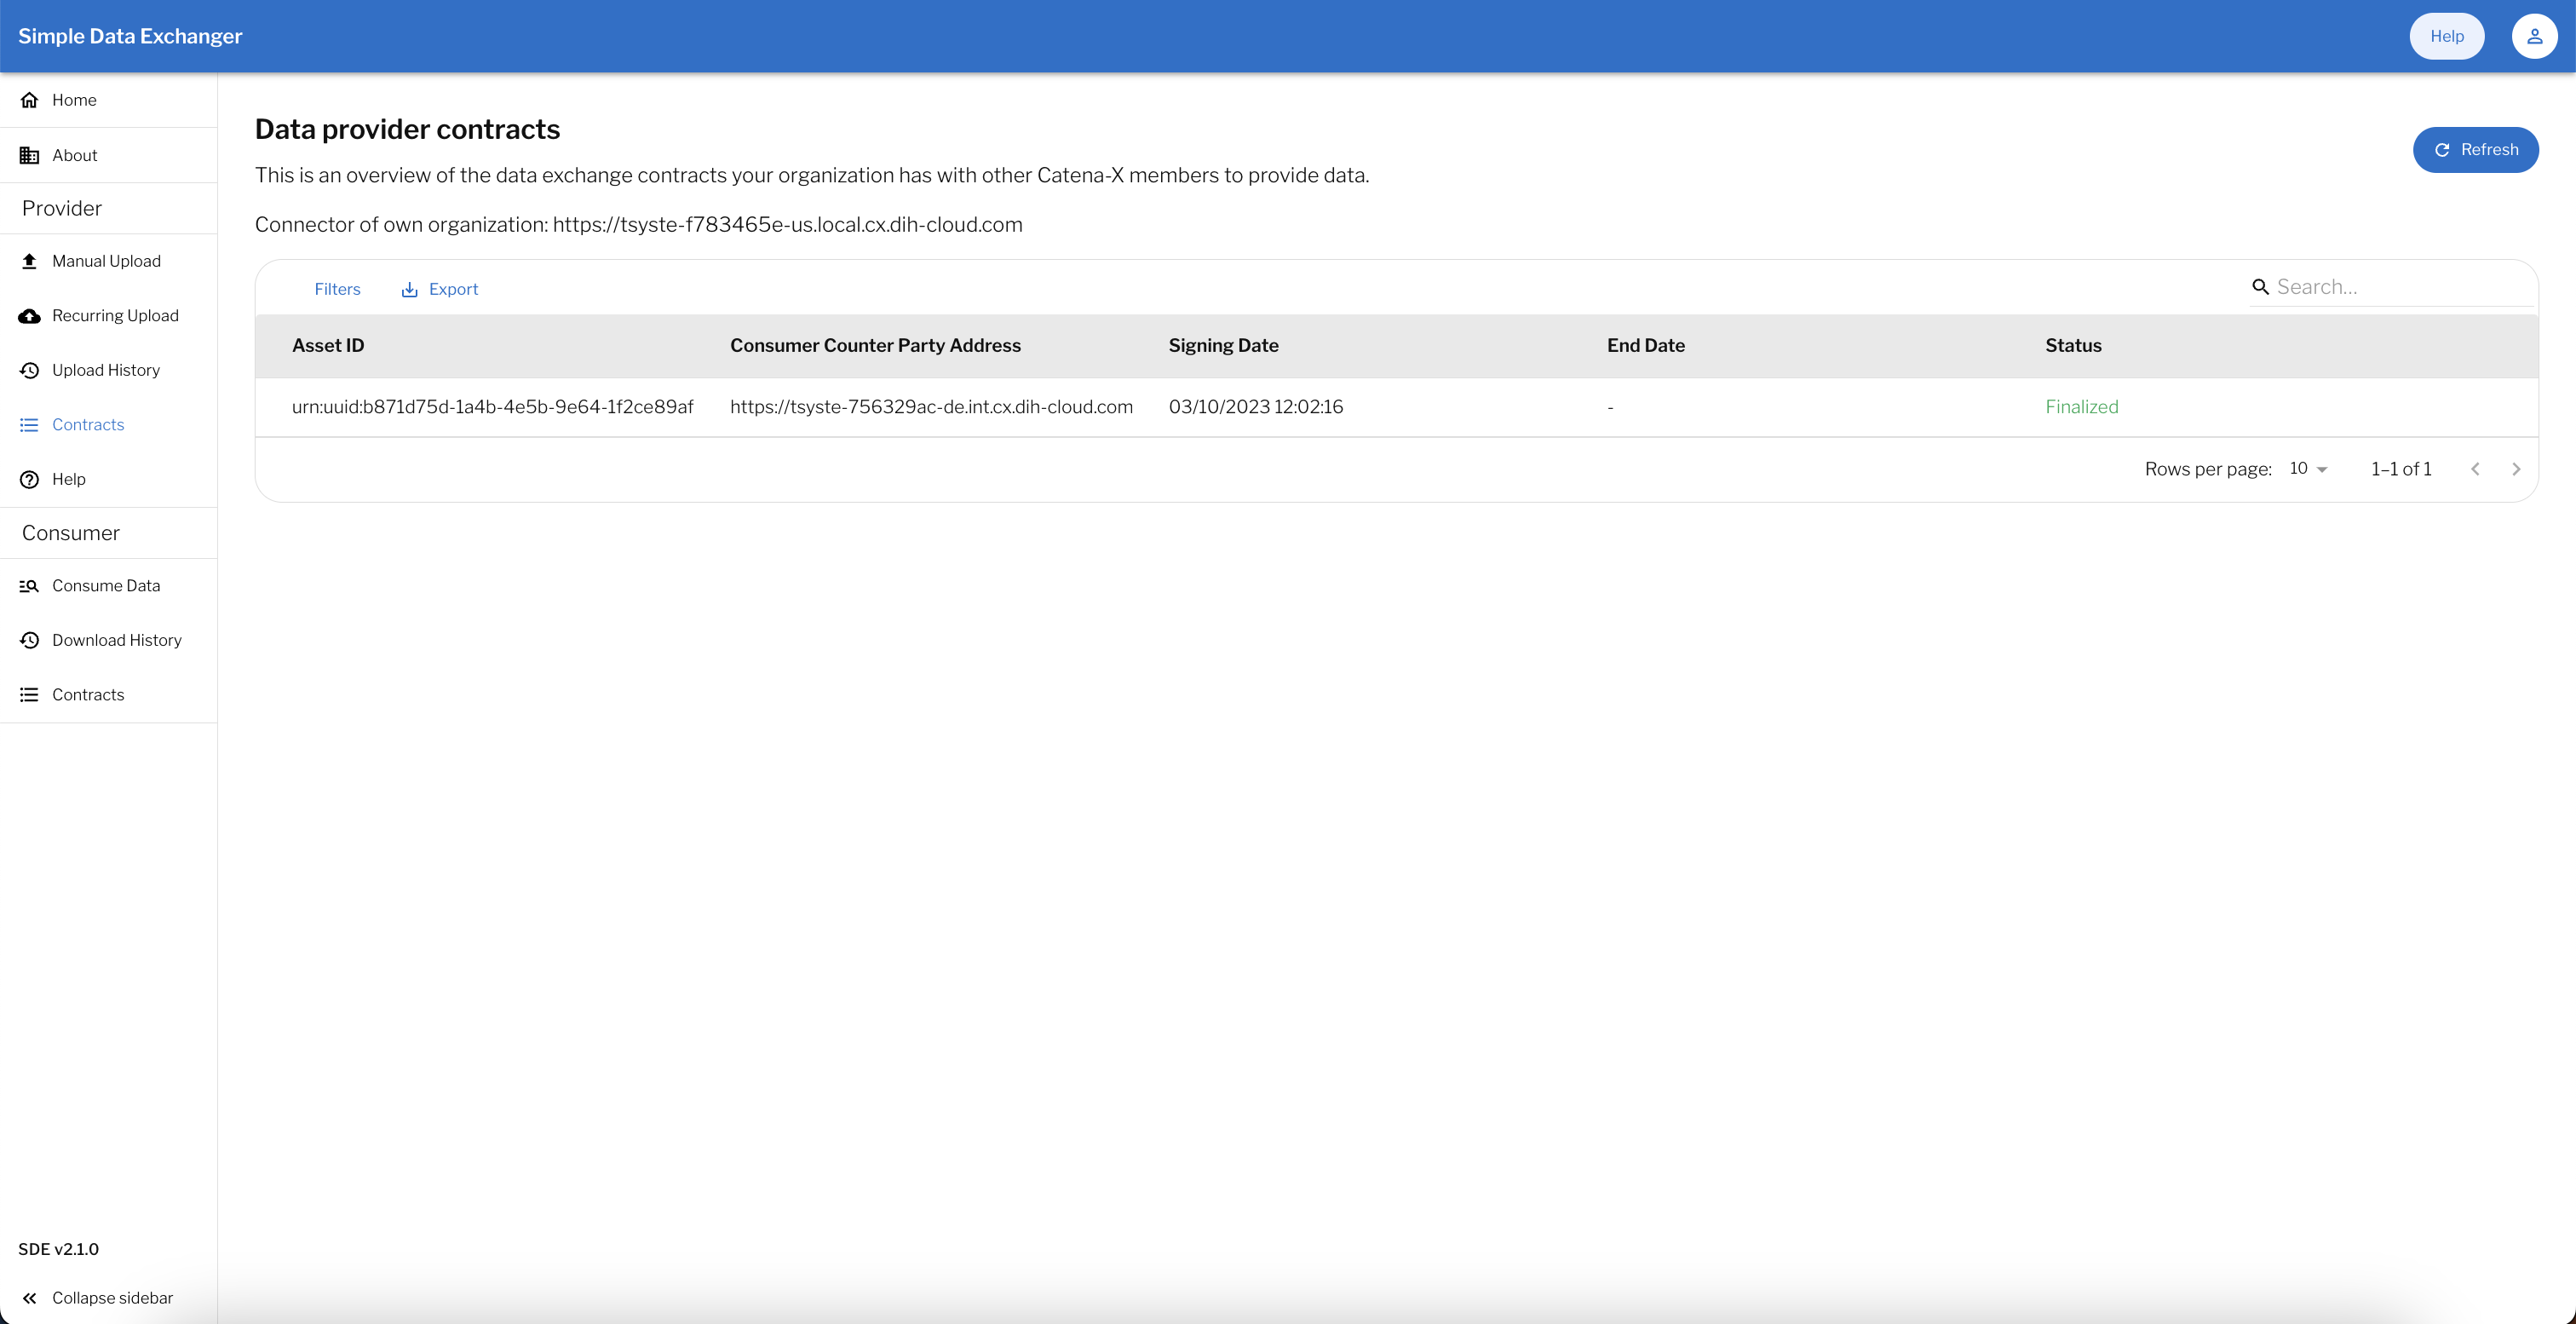 Simple Data Exchanger
Help
Home
About
Provider
Manual Upload
Recurring Upload
Upload History
Contracts
Help
Consumer
Consume Data
Download History
Contracts
SDE v2.1.0
Collapse sidebar
Data provider contracts
Refresh
This is an overview of the data exchange contracts your organization has with other Catena-X members to provide data.
Connector of own organization: https://tsyste-f783465e-us.local.cx.dih-cloud.com
Filters Export Search...
Asset ID Consumer Counter Party Address Signing Date End Date Status
urn:uuid:b871d75d-1a4b-4e5b-9e64-1f2ce89af https://tsyste-756329ac-de.int.cx.dih-cloud.com 03/10/2023 12:02:16 - Finalized
Rows per page: 10 1–1 of 1